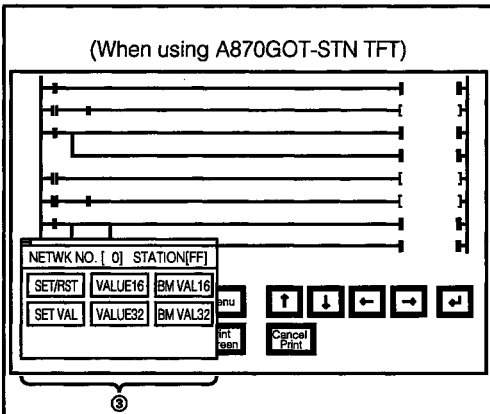 (When using A870GOT-STN TFT)
NETWK NO. [ 0] STATION[FF]
SET/RST VALUE16 BM VAL16
SET VAL VALUE32 BM VAL32
enu ↑ ↓ ← → ↵
int
reen
Cancel
Print
③